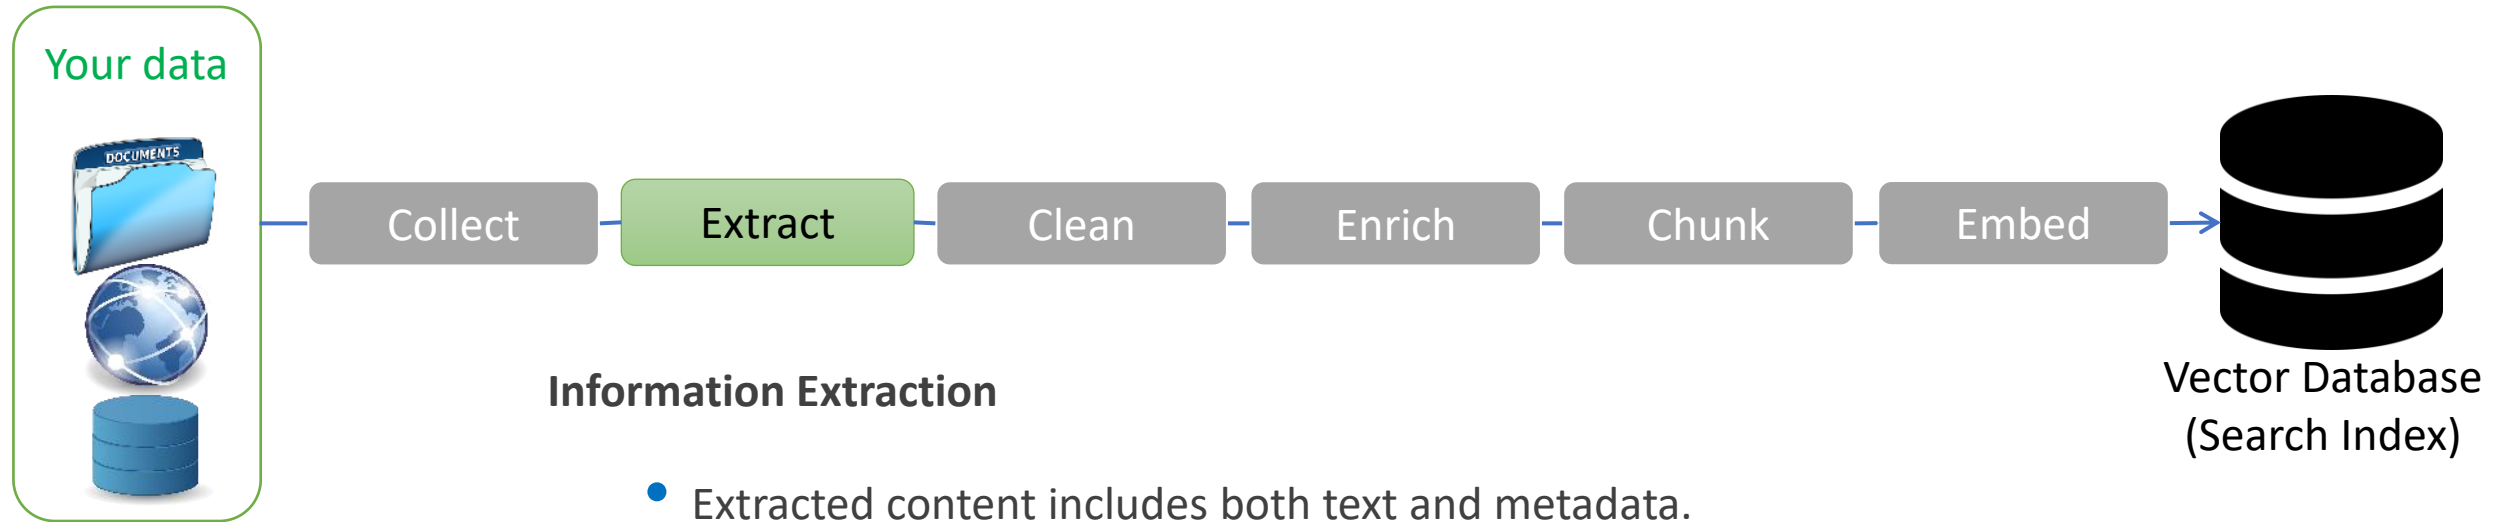 Your data
DOCUMENTS
Collect
Extract
Clean
Enrich
Chunk
Embed
Vector Database
(Search Index)
Information Extraction
• Extracted content includes both text and metadata.